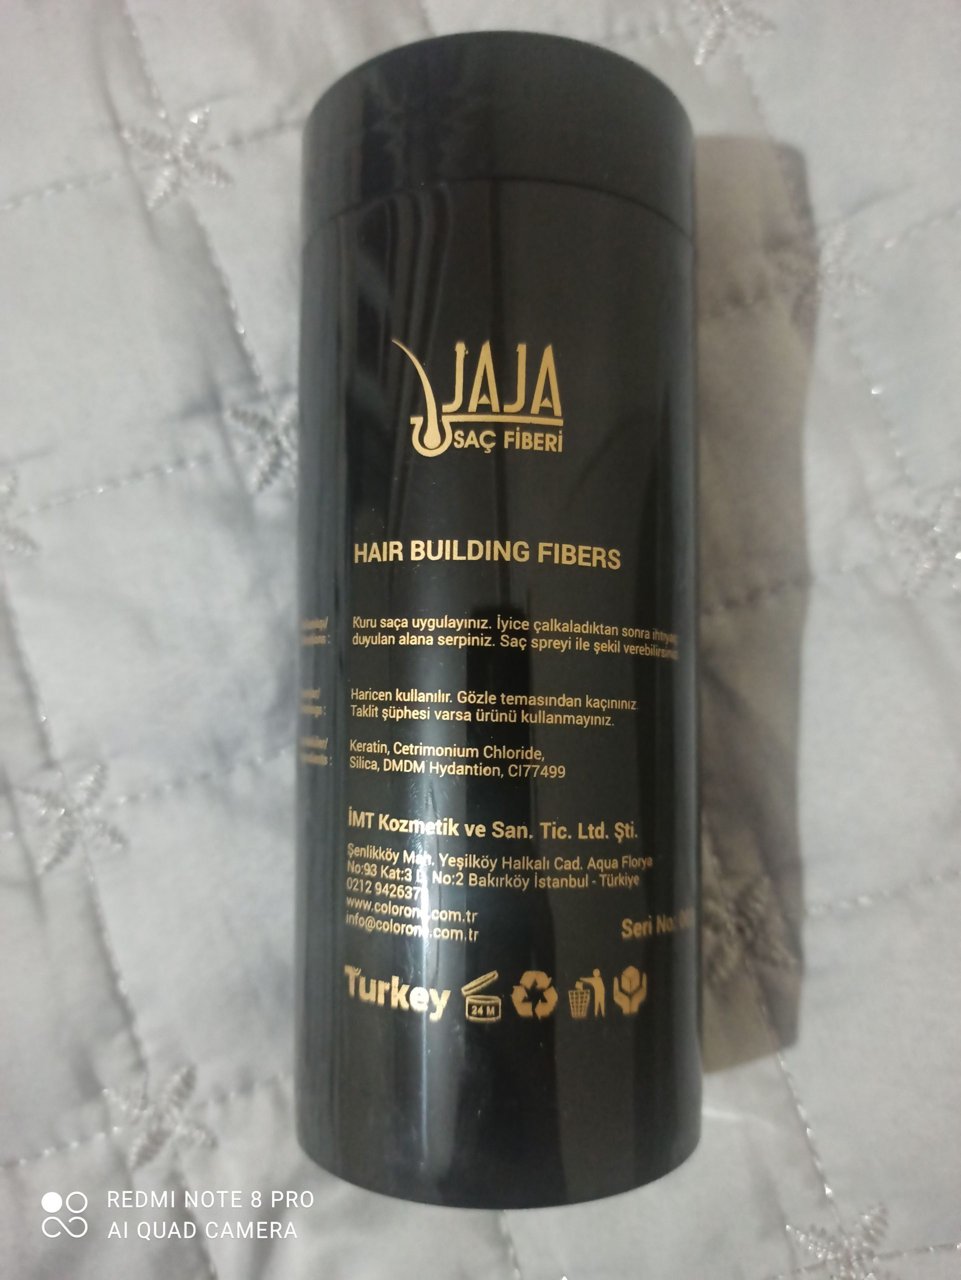 JAJA
SAÇ FİBERİ
HAIR BUILDING FIBERS
Kuru saça uygulayınız. İyice çalkaladıktan sonra ihtiyaç
duyulan alana serpiniz. Saç spreyi ile şekil verebilirsiniz.
Haricen kullanılır. Gözle temasından kaçınınız.
Taklit şüphesi varsa ürünü kullanmayınız.
Keratin, Cetrimonium Chloride,
Silica, DMDM Hydantion, CI77499
İMT Kozmetik ve San. Tic. Ltd. Şti.
Şenlikköy Mah. Yeşilköy Halkalı Cad. Aqua Florya
No:93 Kat:3 D. No:2 Bakırköy İstanbul - Türkiye
0212
www.colorone.com.tr
info@colorone.com.tr
Seri No:
Turkey
24 M
REDMI NOTE 8 PRO
AI QUAD CAMERA